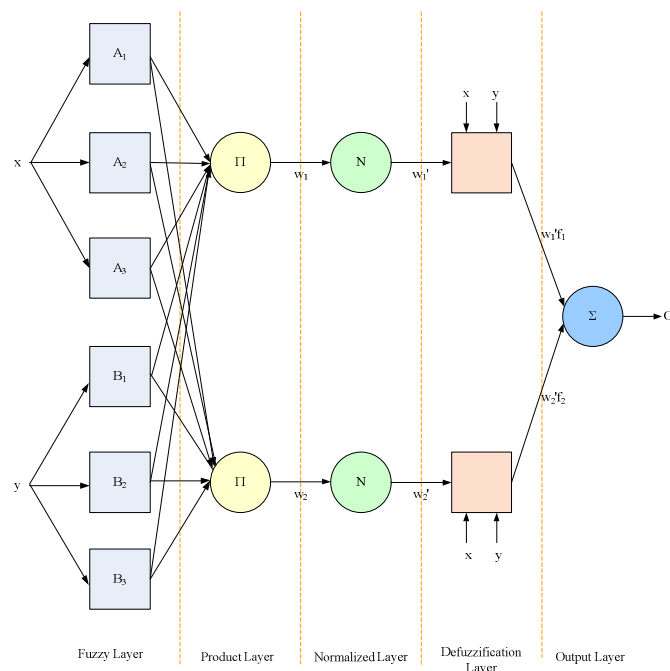 A₁
x
A₂
A₃
B₁
y
B₂
B₃
Π
w₁
N
w₁'
x y
w₁'f₁
Σ
w₂'f₂
Π
w₂
N
w₂'
x y
Fuzzy Layer
Product Layer
Normalized Layer
Defuzzification
Layer
Output Layer